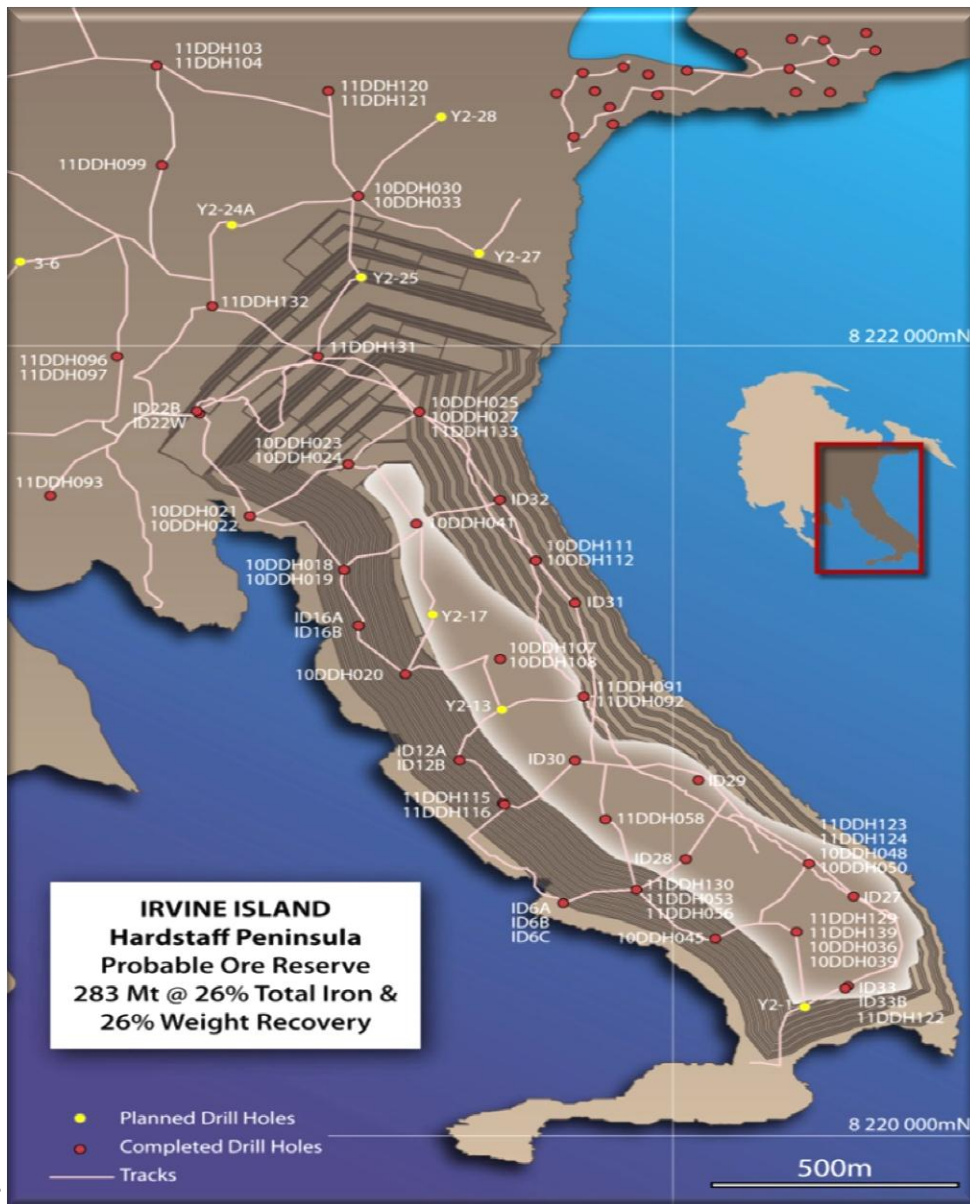 11DDH103
11DDH104
11DDH120
11DDH121
Y2-28
11DDH099
10DDH030
10DDH033
Y2-24A
3-6
Y2-27
Y2-25
11DDH132
8 222 000mN
11DDH096
11DDH097
11DDH131
ID22B
ID22W
10DDH025
10DDH027
11DDH133
10DDH023
10DDH024
11DDH093
ID32
10DDH021
10DDH022
10DDH041
10DDH111
10DDH112
10DDH018
10DDH019
ID31
ID16A
ID16B
Y2-17
10DDH107
10DDH108
10DDH020
11DDH091
11DDH092
Y2-13
ID12A
ID12B
ID30
ID29
11DDH115
11DDH116
11DDH058
11DDH123
11DDH124
10DDH048
10DDH050
ID28
11DDH130
11DDH053
11DDH056
ID27
ID6A
ID6B
ID6C
10DDH045
11DDH129
11DDH139
10DDH036
10DDH039
ID33
ID33B
11DDH122
Y2-1
IRVINE ISLAND
Hardstaff Peninsula
Probable Ore Reserve
283 Mt @ 26% Total Iron &
26% Weight Recovery
Planned Drill Holes
Completed Drill Holes
Tracks
8 220 000mN
500m